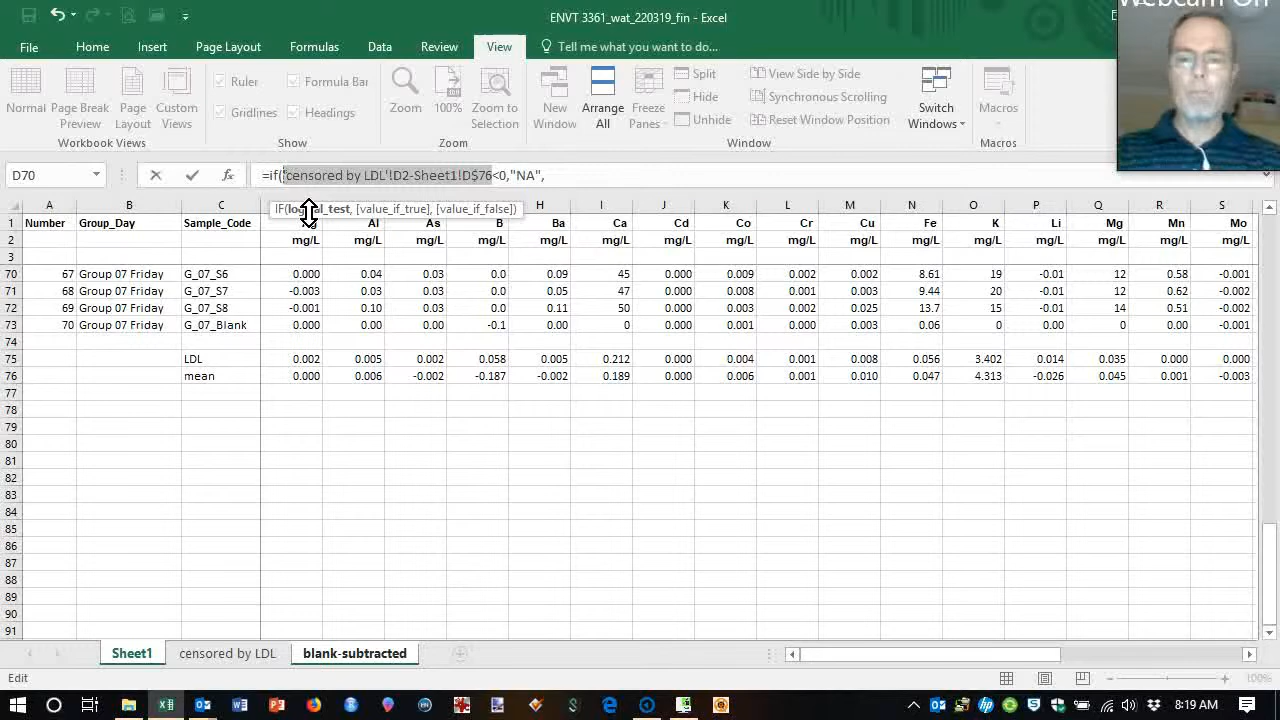 ENVT 3361_wat_220319_fin - Excel
Webcam On
File Home Insert Page Layout Formulas Data Review View Tell me what you want to do...
Normal Page Break Preview Page Layout Custom Views
Ruler Formula Bar
Gridlines Headings
Zoom 100% Zoom to Selection
New Window Arrange All Freeze Panes
Split
Hide
Unhide
View Side by Side
Synchronous Scrolling
Reset Window Position
Switch Windows Macros
Workbook Views Show Zoom Window Macros
D70 =if('censored by LDL'!D2-Sheet1!D$76<0,"NA",
IF(logical_test, [value_if_true], [value_if_false])
A B C H I J K L M N O P Q R S
1 Number Group_Day Sample_Code Al As B Ba Ca Cd Co Cr Cu Fe K Li Mg Mn Mo
2 mg/L mg/L mg/L mg/L mg/L mg/L mg/L mg/L mg/L mg/L mg/L mg/L mg/L mg/L mg/L mg/L
3
70 67 Group 07 Friday G_07_S6 0.000 0.04 0.03 0.0 0.09 45 0.000 0.009 0.002 0.002 8.61 19 -0.01 12 0.58 -0.001
71 68 Group 07 Friday G_07_S7 -0.003 0.03 0.03 0.0 0.05 47 0.000 0.008 0.001 0.003 9.44 20 -0.01 12 0.62 -0.002
72 69 Group 07 Friday G_07_S8 -0.001 0.10 0.03 0.0 0.11 50 0.000 0.003 0.002 0.025 13.7 15 -0.01 14 0.51 -0.002
73 70 Group 07 Friday G_07_Blank 0.000 0.00 0.00 -0.1 0.00 0 0.000 0.001 0.000 0.003 0.06 0 0.00 0 0.00 -0.001
74
75 LDL 0.002 0.005 0.002 0.058 0.005 0.212 0.000 0.004 0.001 0.008 0.056 3.402 0.014 0.035 0.000 0.000
76 mean 0.000 0.006 -0.002 -0.187 -0.002 0.189 0.000 0.006 0.001 0.010 0.047 4.313 -0.026 0.045 0.001 -0.003
77
78
79
80
81
82
83
84
85
86
87
88
89
90
91
Sheet1 censored by LDL blank-subtracted
Edit 100%
8:19 AM